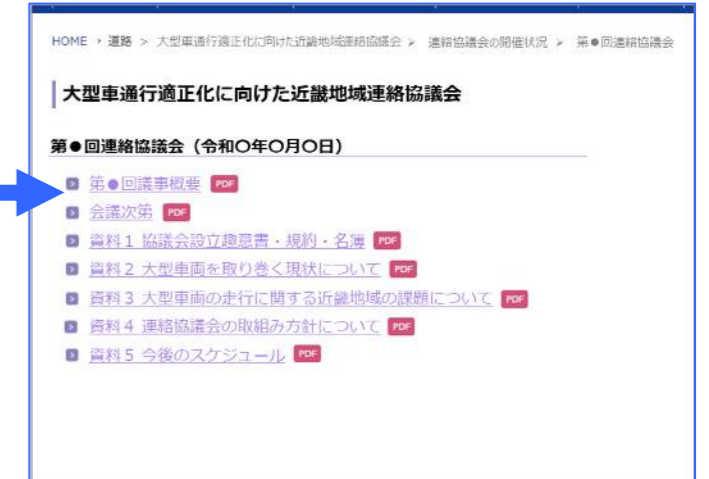 HOME › 道路 > 大型車通行適正化に向けた近畿地域連絡協議会 > 連絡協議会の開催状況 > 第●回連絡協議会
大型車通行適正化に向けた近畿地域連絡協議会
第●回連絡協議会（令和〇年〇月〇日）
第●回議事概要 PDF
会議次第 PDF
資料1 協議会設立趣意書・規約・名簿 PDF
資料2 大型車両を取り巻く現状について PDF
資料3 大型車両の走行に関する近畿地域の課題について PDF
資料4 連絡協議会の取組み方針について PDF
資料5 今後のスケジュール PDF